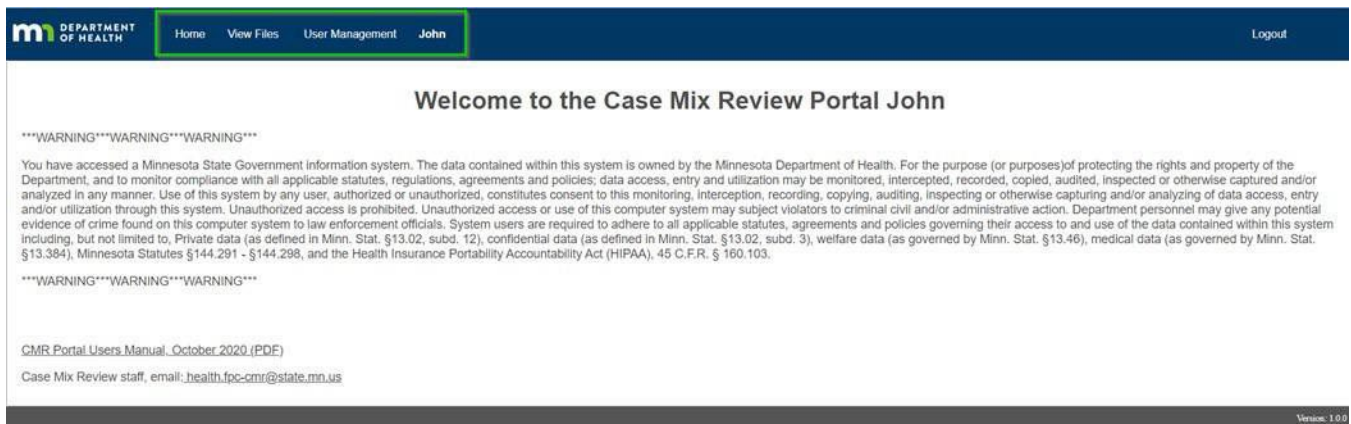 DEPARTMENT
OF HEALTH
Home View Files User Management John Logout
Welcome to the Case Mix Review Portal John
***WARNING***WARNING***WARNING***
You have accessed a Minnesota State Government information system. The data contained within this system is owned by the Minnesota Department of Health. For the purpose (or purposes)of protecting the rights and property of the
Department, and to monitor compliance with all applicable statutes, regulations, agreements and policies; data access, entry and utilization may be monitored, intercepted, recorded, copied, audited, inspected or otherwise captured and/or
analyzed in any manner. Use of this system by any user, authorized or unauthorized, constitutes consent to this monitoring, interception, recording, copying, auditing, inspecting or otherwise capturing and/or analyzing of data access, entry
and/or utilization through this system. Unauthorized access is prohibited. Unauthorized access or use of this computer system may subject violators to criminal civil and/or administrative action. Department personnel may give any potential
evidence of crime found on this computer system to law enforcement officials. System users are required to adhere to all applicable statutes, agreements and policies governing their access to and use of the data contained within this system
including, but not limited to, Private data (as defined in Minn. Stat. §13.02, subd. 12), confidential data (as defined in Minn. Stat. §13.02, subd. 3), welfare data (as governed by Minn. Stat. §13.46), medical data (as governed by Minn. Stat.
§13.384), Minnesota Statutes §144.291 - §144.298, and the Health Insurance Portability Accountability Act (HIPAA), 45 C.F.R. § 160.103.
***WARNING***WARNING***WARNING***
CMR Portal Users Manual, October 2020 (PDF)
Case Mix Review staff, email: health.fpc-cmr@state.mn.us
Version: 1.0.0